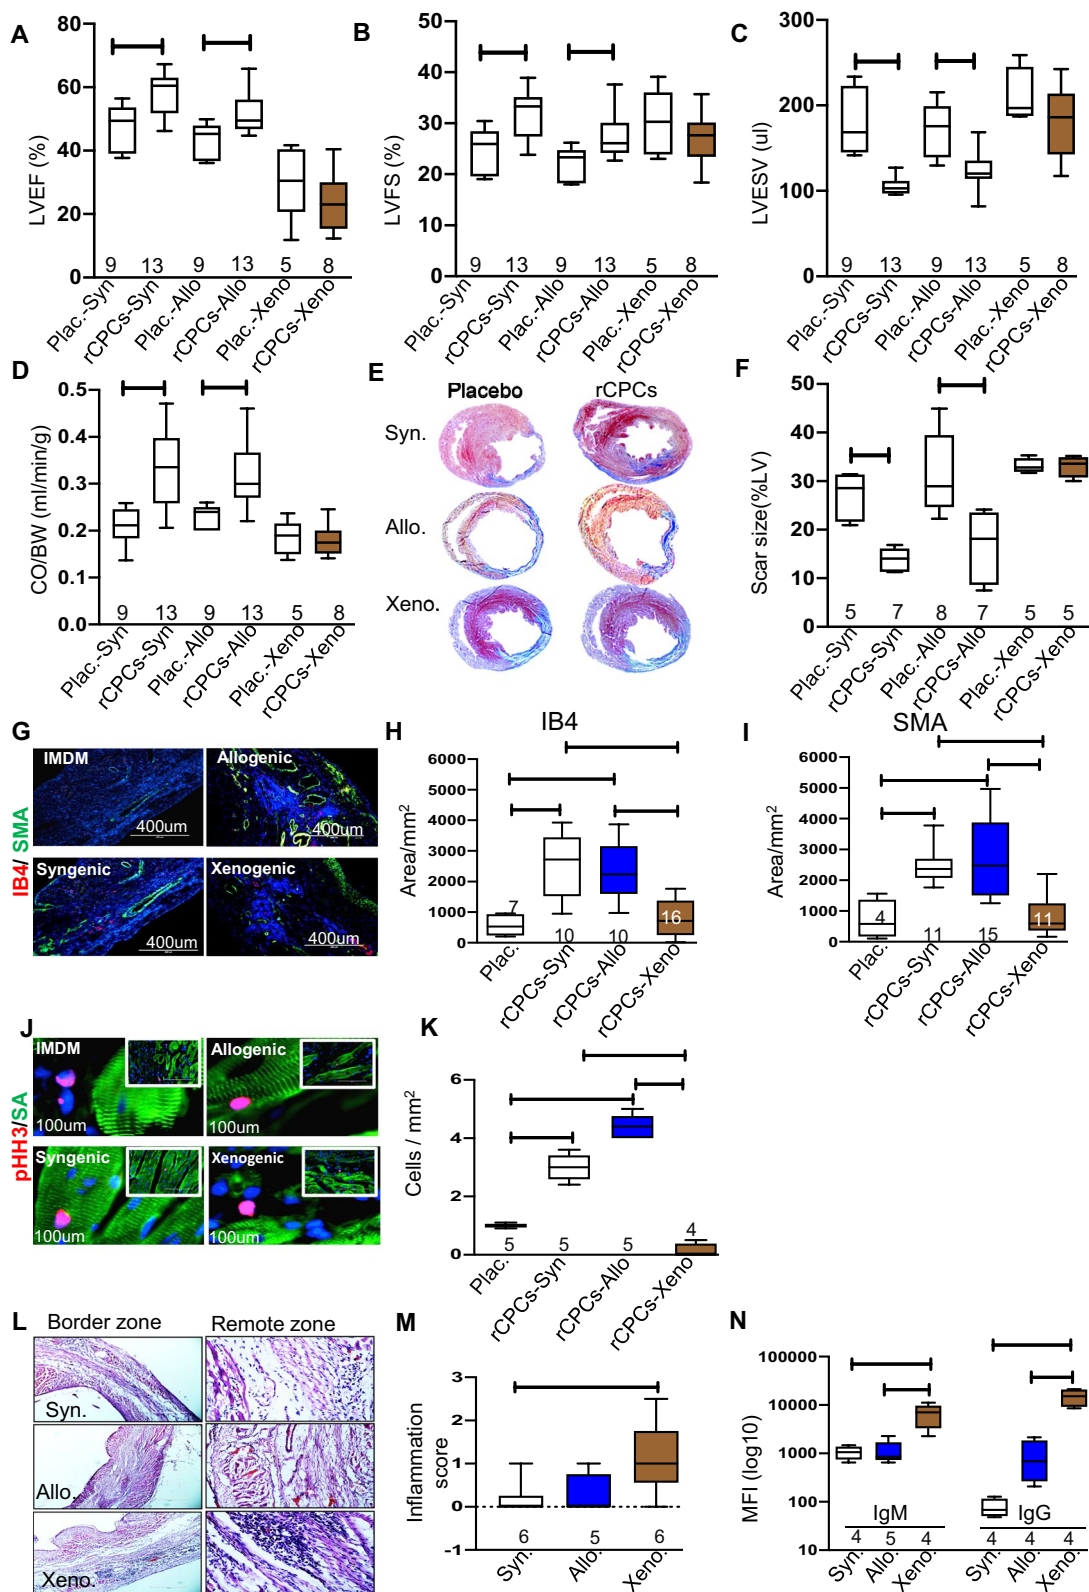 A
LVEF (%)
80
60
40
20
0
9 13 9 13 5 8
Plac.-Syn
rCPCs-Syn
Plac.-Allo
rCPCs-Allo
Plac.-Xeno
rCPCs-Xeno
B
LVFS (%)
50
40
30
20
10
0
9 13 9 13 5 8
Plac.-Syn
rCPCs-Syn
Plac.-Allo
rCPCs-Allo
Plac.-Xeno
rCPCs-Xeno
C
LVESV (ul)
300
200
100
0
9 13 9 13 5 8
Plac.-Syn
rCPCs-Syn
Plac.-Allo
rCPCs-Allo
Plac.-Xeno
rCPCs-Xeno
D
CO/BW (ml/min/g)
0.5
0.4
0.3
0.2
0.1
0.0
9 13 9 13 5 8
Plac.-Syn
rCPCs-Syn
Plac.-Allo
rCPCs-Allo
Plac.-Xeno
rCPCs-Xeno
E
Placebo rCPCs
Syn.
Allo.
Xeno.
F
Scar size(%LV)
50
40
30
20
10
0
5 7 8 7 5 5
Plac.-Syn
rCPCs-Syn
Plac.-Allo
rCPCs-Allo
Plac.-Xeno
rCPCs-Xeno
G
IB4/ SMA
IMDM
400um
Allogenic
400um
Syngenic
400um
Xenogenic
400um
H
IB4
Area/mm2
6000
5000
4000
3000
2000
1000
0
7 10 10 16
Plac.
rCPCs-Syn
rCPCs-Allo
rCPCs-Xeno
I
SMA
Area/mm2
6000
5000
4000
3000
2000
1000
0
4 11 15 11
Plac.
rCPCs-Syn
rCPCs-Allo
rCPCs-Xeno
J
pHH3/SA
IMDM
100um
Allogenic
100um
Syngenic
100um
Xenogenic
100um
K
Cells / mm2
6
4
2
0
5 5 5 4
Plac.
rCPCs-Syn
rCPCs-Allo
rCPCs-Xeno
L
Border zone Remote zone
Syn.
Allo.
Xeno.
M
Inflammation
score
3
2
1
0
-1
6 5 6
Syn.
Allo.
Xeno.
N
MFI (log10)
100000
10000
1000
100
10
IgM IgG
4 5 4 4 4 4
Syn.
Allo.
Xeno.
Syn.
Allo.
Xeno.